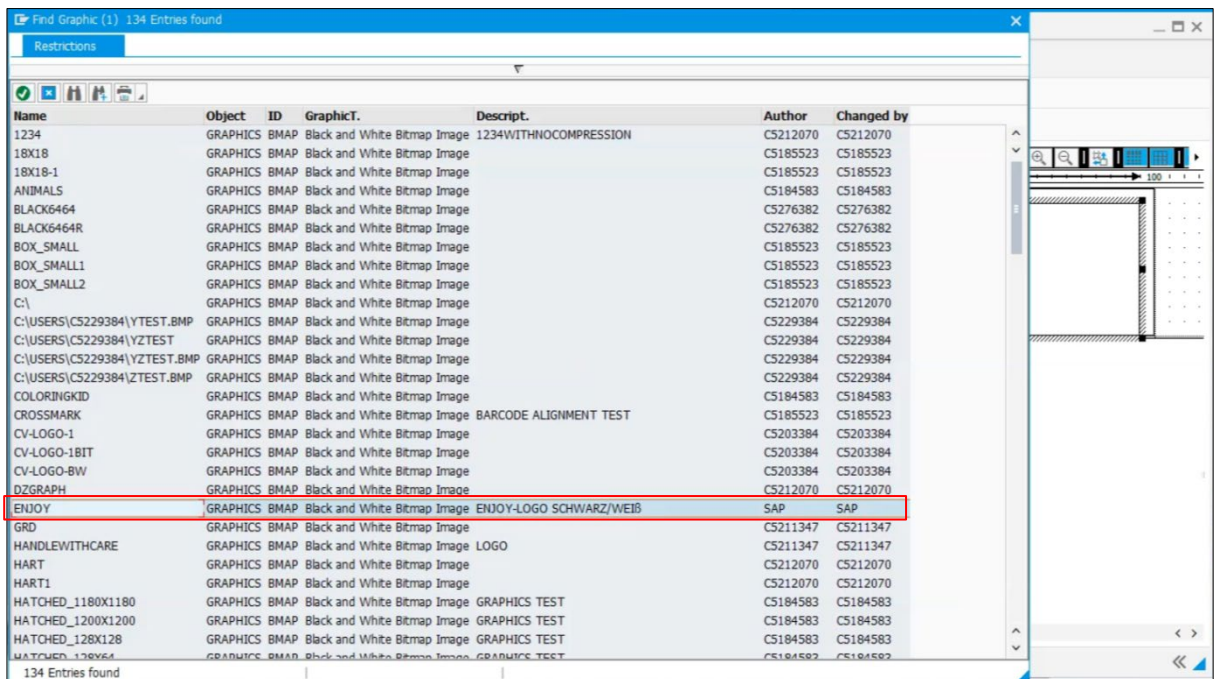 Find Graphic (1) 134 Entries found
Restrictions
Name Object ID GraphicT. Descript. Author Changed by
1234 GRAPHICS BMAP Black and White Bitmap Image 1234WITHNOCOMPRESSION C5212070 C5212070
18X18 GRAPHICS BMAP Black and White Bitmap Image C5185523 C5185523
18X18-1 GRAPHICS BMAP Black and White Bitmap Image C5185523 C5185523
ANIMALS GRAPHICS BMAP Black and White Bitmap Image C5184583 C5184583
BLACK6464 GRAPHICS BMAP Black and White Bitmap Image C5276382 C5276382
BLACK6464R GRAPHICS BMAP Black and White Bitmap Image C5276382 C5276382
BOX_SMALL GRAPHICS BMAP Black and White Bitmap Image C5185523 C5185523
BOX_SMALL1 GRAPHICS BMAP Black and White Bitmap Image C5185523 C5185523
BOX_SMALL2 GRAPHICS BMAP Black and White Bitmap Image C5185523 C5185523
C:\ GRAPHICS BMAP Black and White Bitmap Image C5212070 C5212070
C:\USERS\C5229384\YTEST.BMP GRAPHICS BMAP Black and White Bitmap Image C5229384 C5229384
C:\USERS\C5229384\YZTEST GRAPHICS BMAP Black and White Bitmap Image C5229384 C5229384
C:\USERS\C5229384\YZTEST.BMP GRAPHICS BMAP Black and White Bitmap Image C5229384 C5229384
C:\USERS\C5229384\ZTEST.BMP GRAPHICS BMAP Black and White Bitmap Image C5229384 C5229384
COLORINGKID GRAPHICS BMAP Black and White Bitmap Image C5184583 C5184583
CROSSMARK GRAPHICS BMAP Black and White Bitmap Image BARCODE ALIGNMENT TEST C5185523 C5185523
CV-LOGO-1 GRAPHICS BMAP Black and White Bitmap Image C5203384 C5203384
CV-LOGO-1BIT GRAPHICS BMAP Black and White Bitmap Image C5203384 C5203384
CV-LOGO-BW GRAPHICS BMAP Black and White Bitmap Image C5203384 C5203384
DZGRAPH GRAPHICS BMAP Black and White Bitmap Image C5212070 C5212070
ENJOY GRAPHICS BMAP Black and White Bitmap Image ENJOY-LOGO SCHWARZ/WEIß SAP SAP
GRD GRAPHICS BMAP Black and White Bitmap Image C5211347 C5211347
HANDLEWITHCARE GRAPHICS BMAP Black and White Bitmap Image LOGO C5211347 C5211347
HART GRAPHICS BMAP Black and White Bitmap Image C5212070 C5212070
HART1 GRAPHICS BMAP Black and White Bitmap Image C5212070 C5212070
HATCHED_1180X1180 GRAPHICS BMAP Black and White Bitmap Image GRAPHICS TEST C5184583 C5184583
HATCHED_1200X1200 GRAPHICS BMAP Black and White Bitmap Image GRAPHICS TEST C5184583 C5184583
HATCHED_128X128 GRAPHICS BMAP Black and White Bitmap Image GRAPHICS TEST C5184583 C5184583
HATCHED_128X64 GRAPHICS BMAP Black and White Bitmap Image GRAPHICS TEST C5184583 C5184583
134 Entries found
100